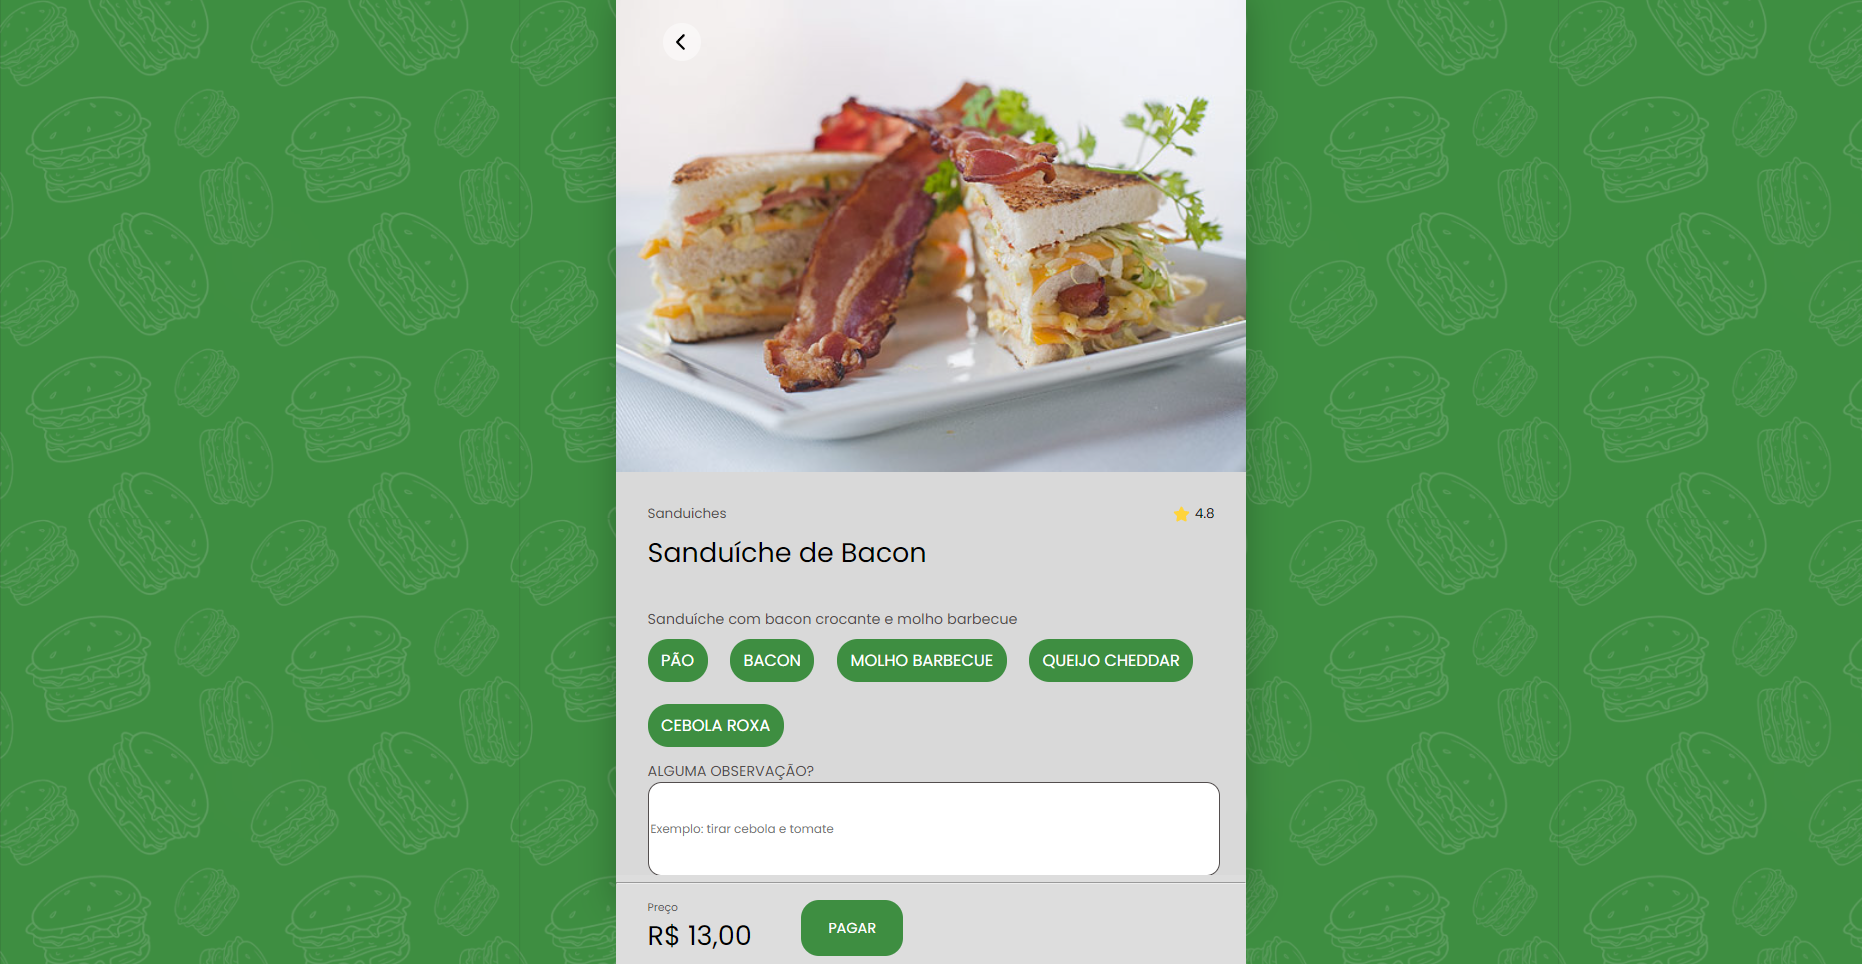 Sanduiches
4.8
Sanduíche de Bacon
Sanduíche com bacon crocante e molho barbecue
PÃO BACON MOLHO BARBECUE QUEIJO CHEDDAR
CEBOLA ROXA
ALGUMA OBSERVAÇÃO?
Exemplo: tirar cebola e tomate
Preço
R$ 13,00
PAGAR